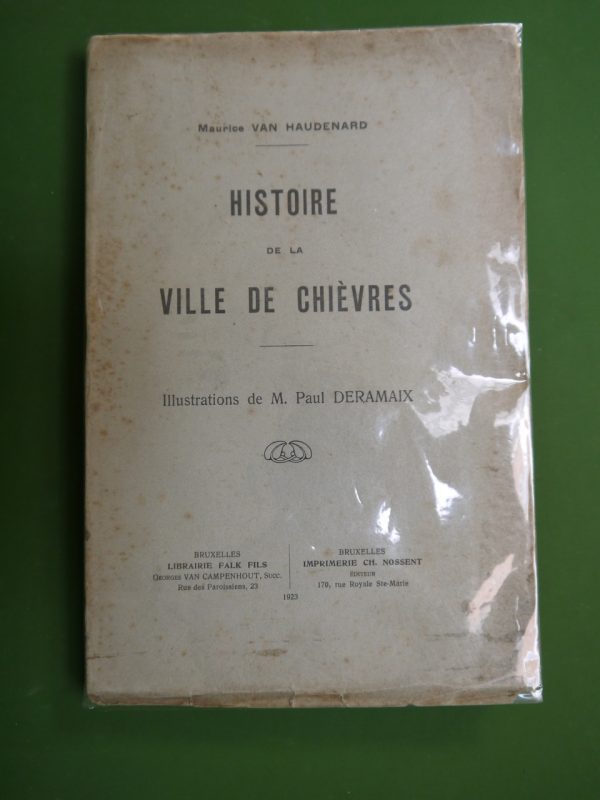 Maurice VAN HAUDENARD
HISTOIRE
DE LA
VILLE DE CHIÈVRES
Illustrations de M. Paul DERAMAIX
BRUXELLES
LIBRAIRIE FALK FILS
GEORGES VAN CAMPENHOUT, Succ.
Rue des Paroissiens, 23
BRUXELLES
IMPRIMERIE CH. NOSSENT
ÉDITEUR
170, rue Royale Ste-Marie
1923